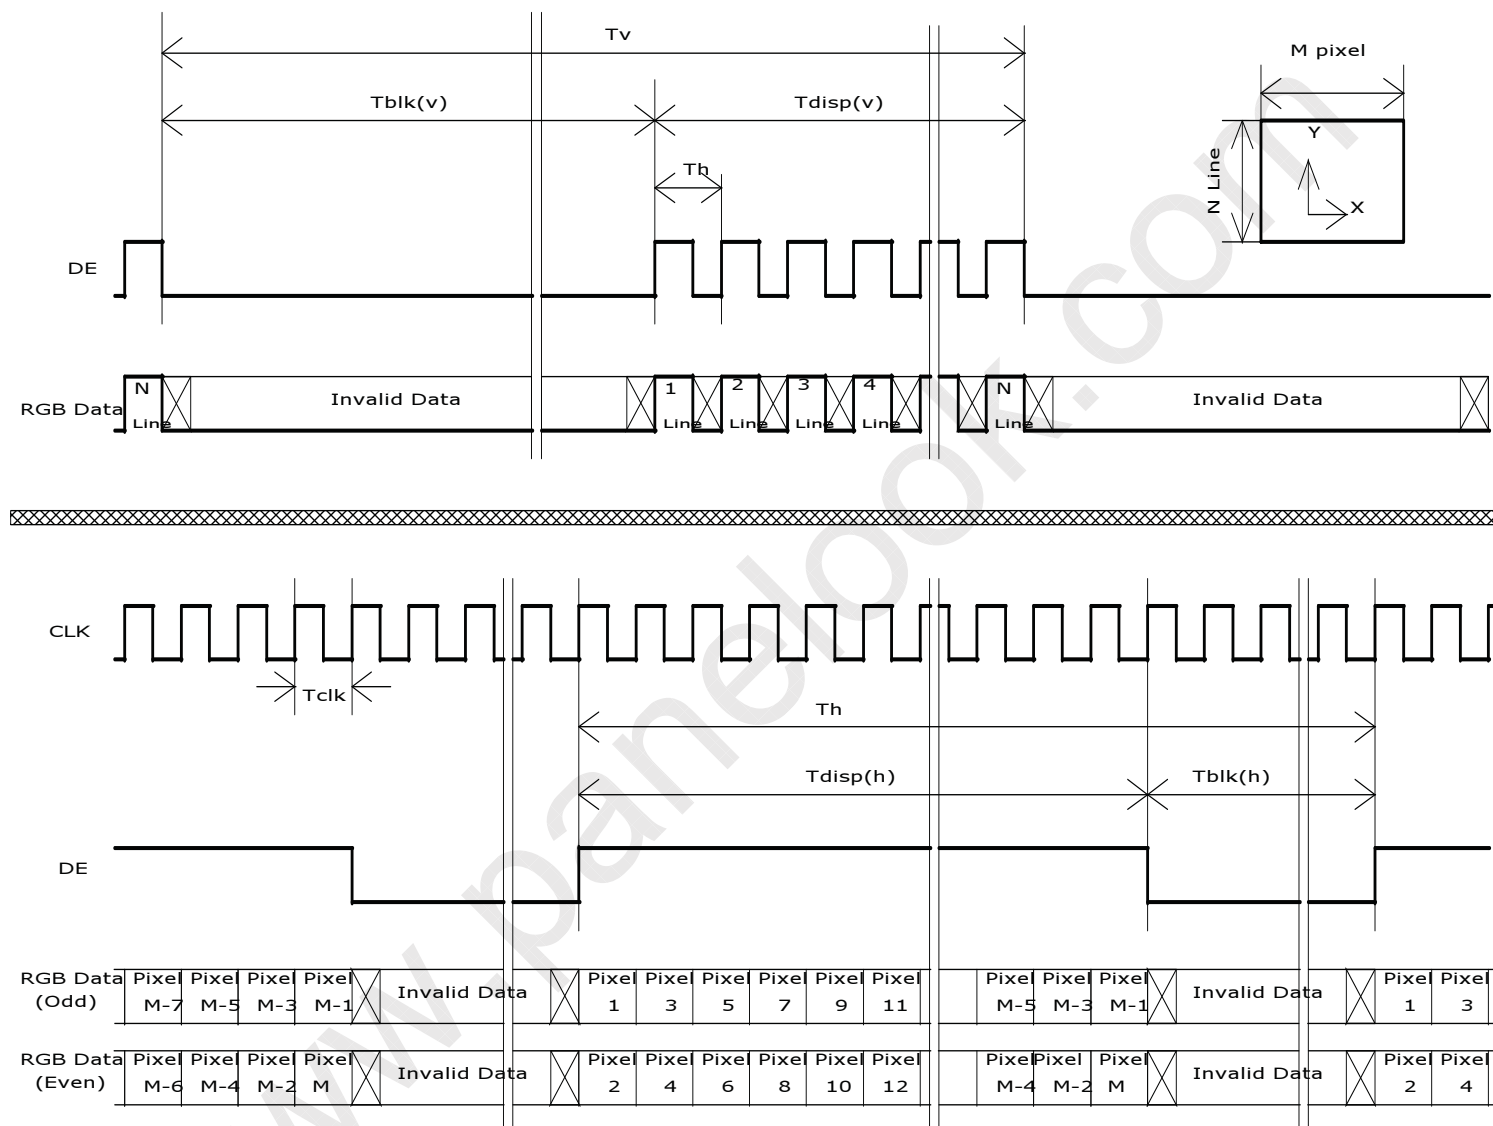 Tv
M pixel
Tblk(v) Tdisp(v)
Y
Th
N Line
X
DE
N 1 2 3 4 N
RGB Data Invalid Data Invalid Data
Line Line Line Line Line Line
CLK
Tclk
Th
Tdisp(h) Tblk(h)
DE
RGB Data Pixel Pixel Pixel Pixel Invalid Data Pixel Pixel Pixel Pixel Pixel Pixel Pixel Pixel Pixel Invalid Data Pixel Pixel
(Odd) M-7 M-5 M-3 M-1 1 3 5 7 9 11 M-5 M-3 M-1 1 3
RGB Data Pixel Pixel Pixel Pixel Invalid Data Pixel Pixel Pixel Pixel Pixel Pixel Pixel Pixel Pixel Invalid Data Pixel Pixel
(Even) M-6 M-4 M-2 M 2 4 6 8 10 12 M-4 M-2 M 2 4
www.panelook.com